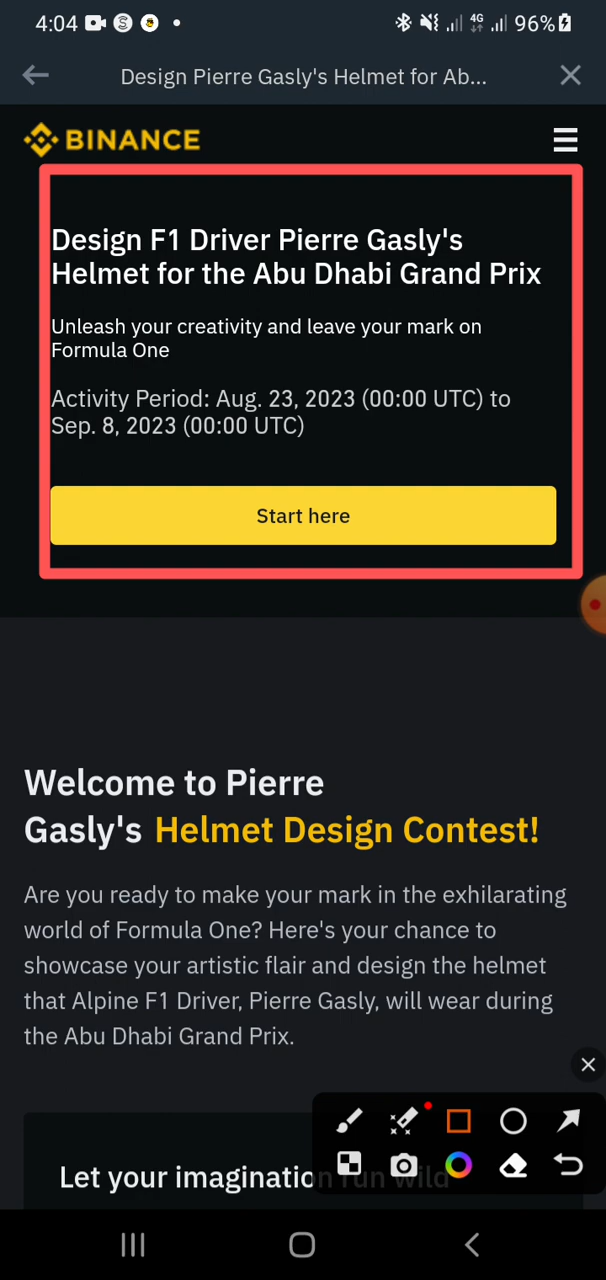 4:04
4G
96%
Design Pierre Gasly's Helmet for Ab...
BINANCE
Design F1 Driver Pierre Gasly's
Helmet for the Abu Dhabi Grand Prix
Unleash your creativity and leave your mark on
Formula One
Activity Period: Aug. 23, 2023 (00:00 UTC) to
Sep. 8, 2023 (00:00 UTC)
Start here
Welcome to Pierre
Gasly's Helmet Design Contest!
Are you ready to make your mark in the exhilarating
world of Formula One? Here's your chance to
showcase your artistic flair and design the helmet
that Alpine F1 Driver, Pierre Gasly, will wear during
the Abu Dhabi Grand Prix.
Let your imagination run wild